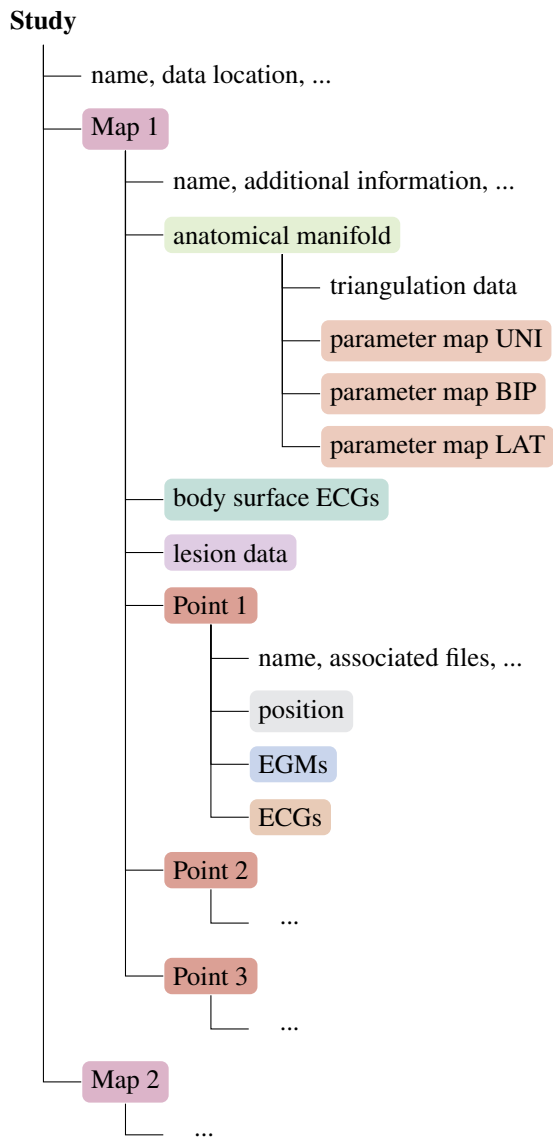 Study
name, data location, ...
Map 1
name, additional information, ...
anatomical manifold
triangulation data
parameter map UNI
parameter map BIP
parameter map LAT
body surface ECGs
lesion data
Point 1
name, associated files, ...
position
EGMs
ECGs
Point 2
...
Point 3
...
Map 2
...